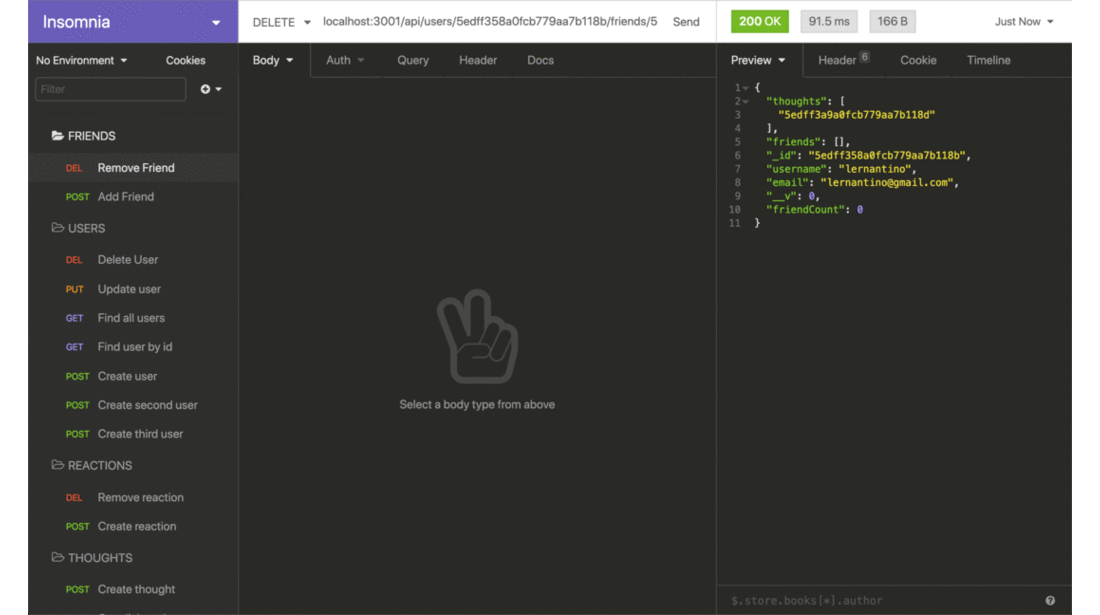 Insomnia
DELETE localhost:3001/api/users/5edff358a0fcb779aa7b118b/friends/5 Send
200 OK 91.5 ms 166 B Just Now
No Environment Cookies
Body Auth Query Header Docs
Preview Header 6 Cookie Timeline
Filter
FRIENDS
DEL Remove Friend
POST Add Friend
USERS
DEL Delete User
PUT Update user
GET Find all users
GET Find user by id
POST Create user
POST Create second user
POST Create third user
REACTIONS
DEL Remove reaction
POST Create reaction
THOUGHTS
POST Create thought
Select a body type from above
1 {
2 "thoughts": [
3 "5edff3a9a0fcb779aa7b118d"
4 ],
5 "friends": [],
6 "_id": "5edff358a0fcb779aa7b118b",
7 "username": "lernantino",
8 "email": "lernantino@gmail.com",
9 "__v": 0,
10 "friendCount": 0
11 }
$.store.books[*].author